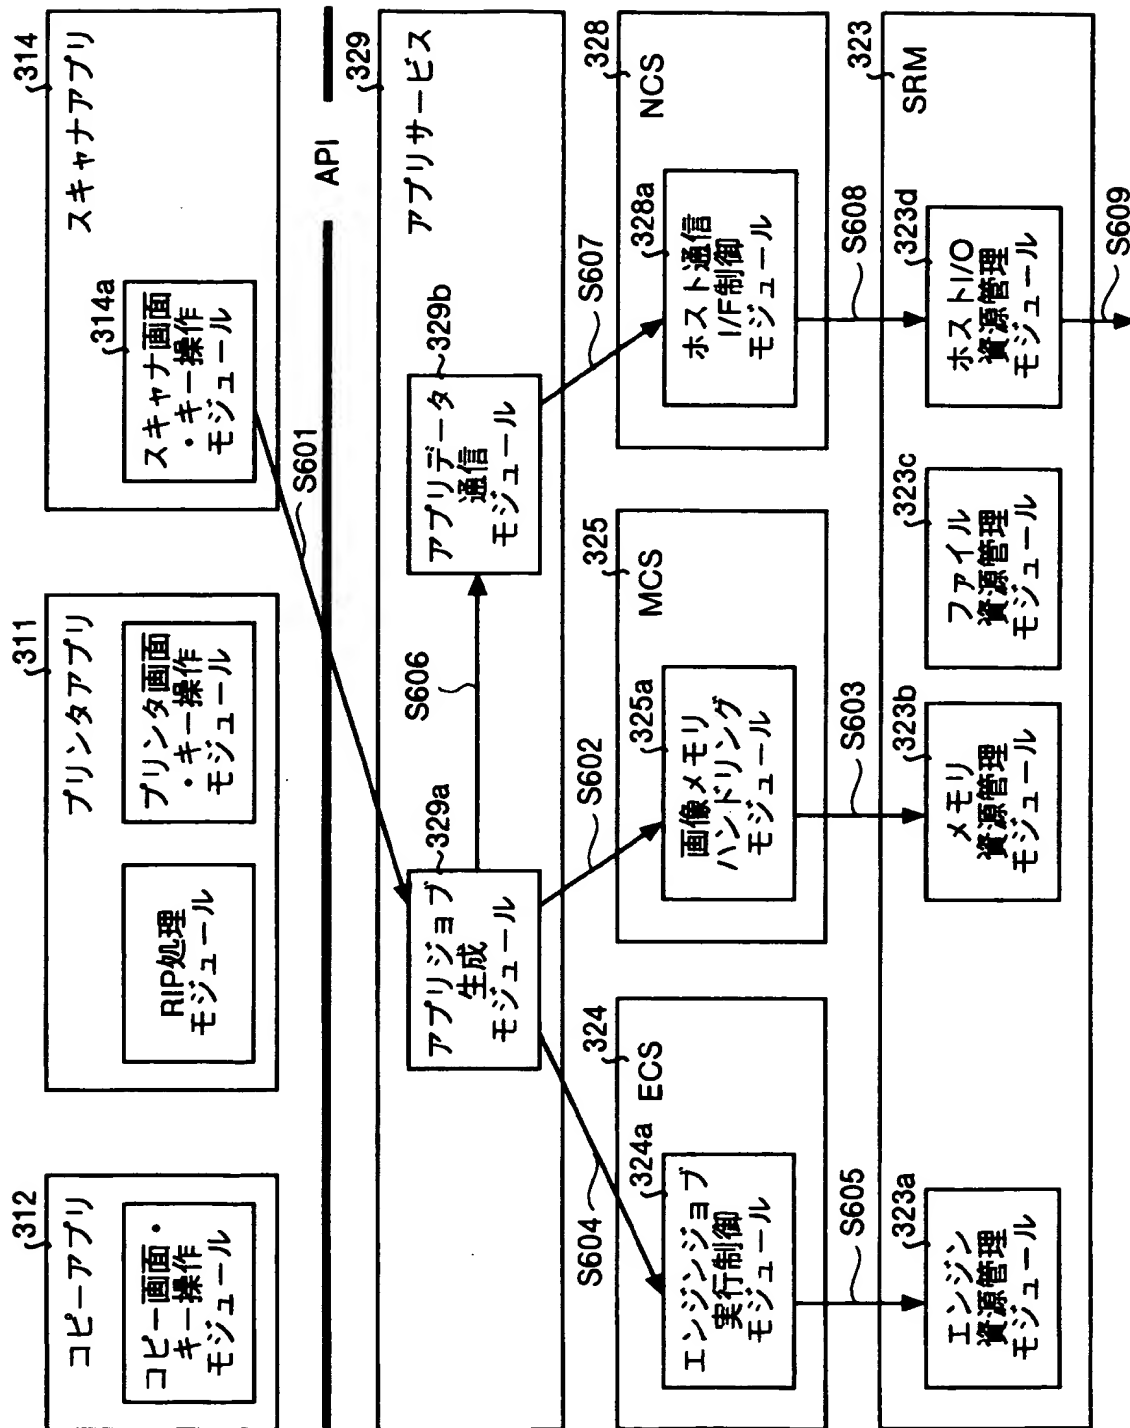 312
コピーアプリ
コピー画面・
キー操作
モジュール
311
プリンタアプリ
RIP処理
モジュール
プリンタ画面
・キー操作
モジュール
314
スキャナアプリ
314a
スキャナ画面
・キー操作
モジュール
S601
API
329
アプリサービス
329a
アプリジョブ
生成
モジュール
S606
329b
アプリデータ
通信
モジュール
S604
S602
S607
324
ECS
324a
エンジンジョブ
実行制御
モジュール
325
MCS
325a
画像メモリ
ハンドリング
モジュール
328
NCS
328a
ホスト通信
I/F制御
モジュール
S605
S603
S608
323
SRM
323a
エンジン
資源管理
モジュール
323b
メモリ
資源管理
モジュール
323c
ファイル
資源管理
モジュール
323d
ホストI/O
資源管理
モジュール
S609